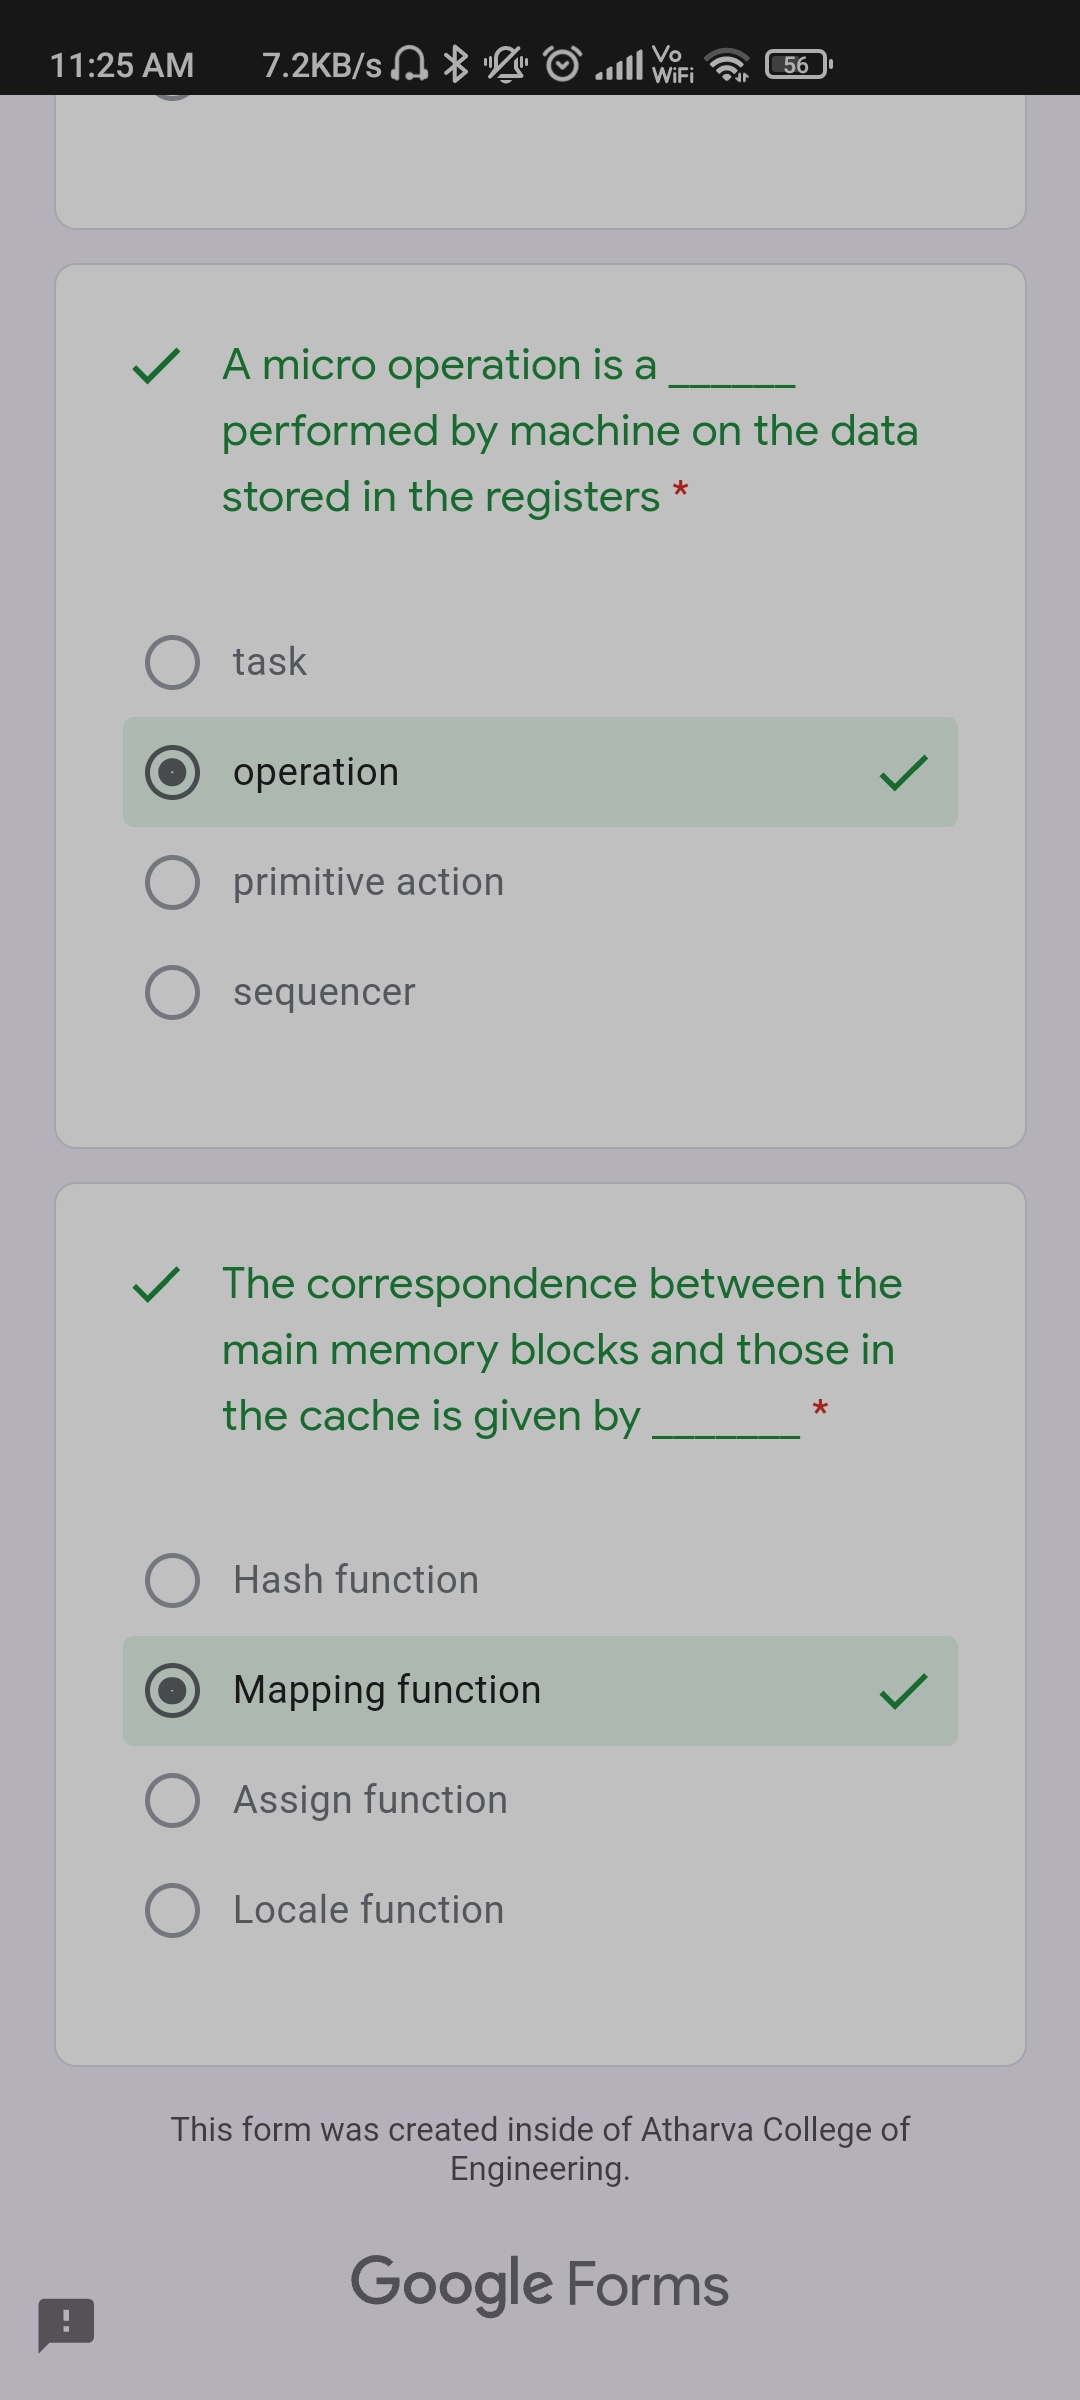 11:25 AM 7.2KB/s Vo WiFi 56
A micro operation is a ______
performed by machine on the data
stored in the registers *
task
operation
primitive action
sequencer
The correspondence between the
main memory blocks and those in
the cache is given by _______ *
Hash function
Mapping function
Assign function
Locale function
This form was created inside of Atharva College of
Engineering.
Google Forms